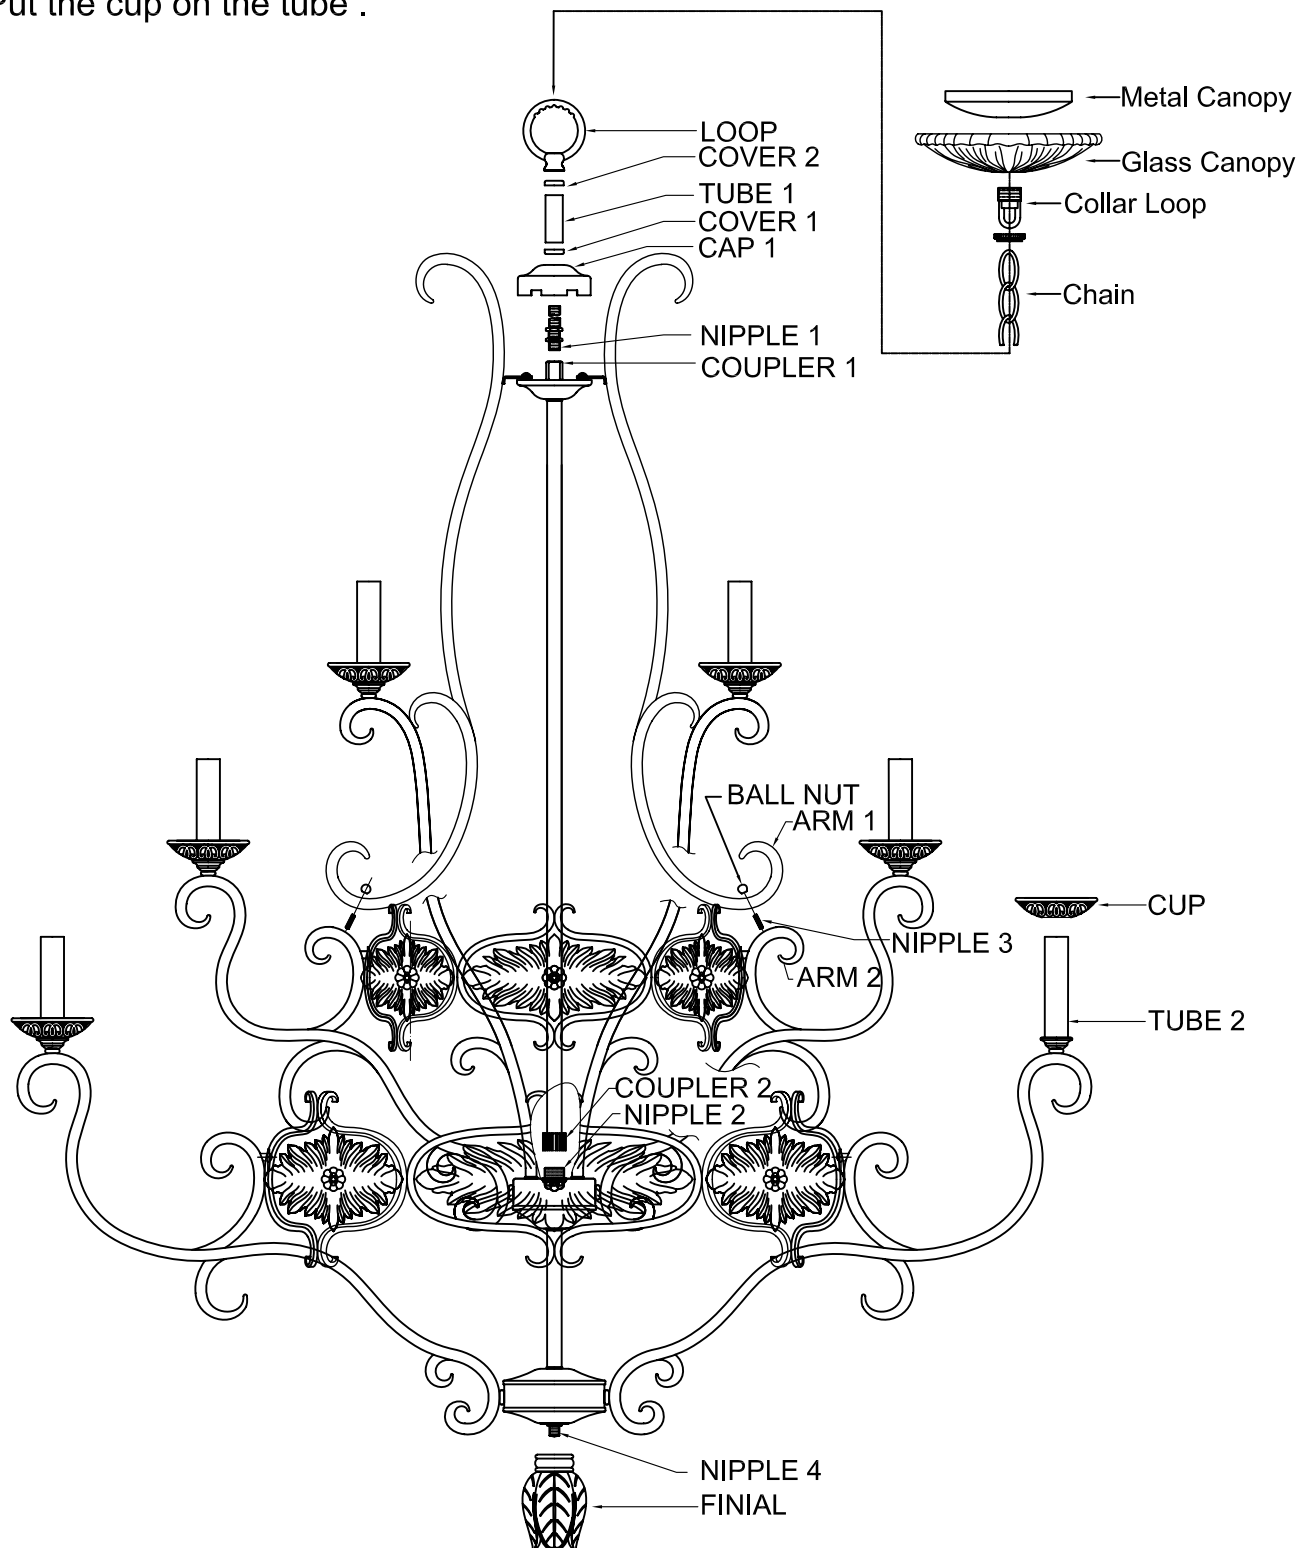 Put the cup on the tube .
Metal Canopy
LOOP
COVER 2
Glass Canopy
TUBE 1
Collar Loop
COVER 1
CAP 1
Chain
NIPPLE 1
COUPLER 1
BALL NUT
ARM 1
CUP
NIPPLE 3
ARM 2
TUBE 2
COUPLER 2
NIPPLE 2
NIPPLE 4
FINIAL